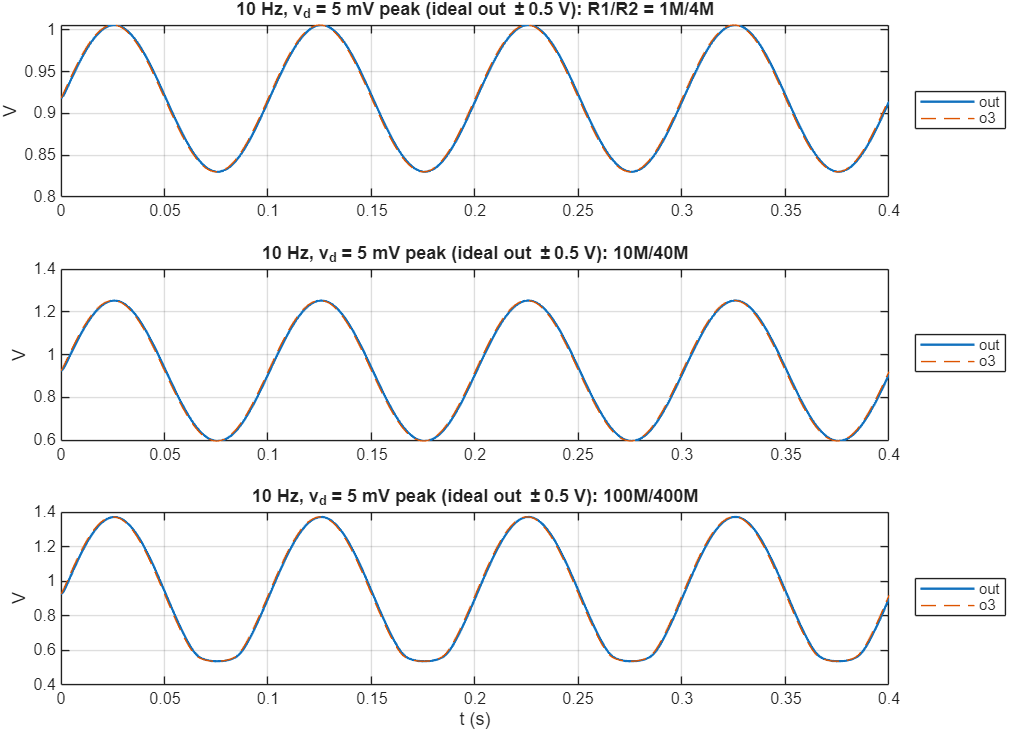 10 Hz, v_d = 5 mV peak (ideal out ±0.5 V): R1/R2 = 1M/4M
1
0.95
0.9
0.85
0.8
V
0 0.05 0.1 0.15 0.2 0.25 0.3 0.35 0.4
out
o3
10 Hz, v_d = 5 mV peak (ideal out ±0.5 V): 10M/40M
1.4
1.2
1
0.8
0.6
V
0 0.05 0.1 0.15 0.2 0.25 0.3 0.35 0.4
out
o3
10 Hz, v_d = 5 mV peak (ideal out ±0.5 V): 100M/400M
1.4
1.2
1
0.8
0.6
0.4
V
0 0.05 0.1 0.15 0.2 0.25 0.3 0.35 0.4
t (s)
out
o3